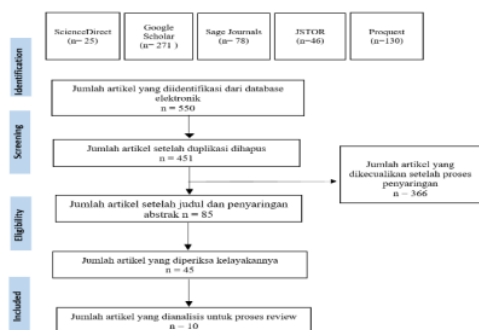 ScienceDirect
(n= 25)
Google
Scholar
(n= 271 )
Sage Journals
(n= 78)
JSTOR
(n=46)
Proquest
(n=130)
Identification
Jumlah artikel yang diidentifikasi dari database
elektronik
n = 550
Screening
Jumlah artikel setelah duplikasi dihapus
n = 451
Jumlah artikel yang
dikecualikan setelah proses
penyaringan
n = 366
Eligibility
Jumlah artikel setelah judul dan penyaringan
abstrak n = 85
Jumlah artikel yang diperiksa kelayakannya
n = 45
Included
Jumlah artikel yang dianalisis untuk proses review
n = 10